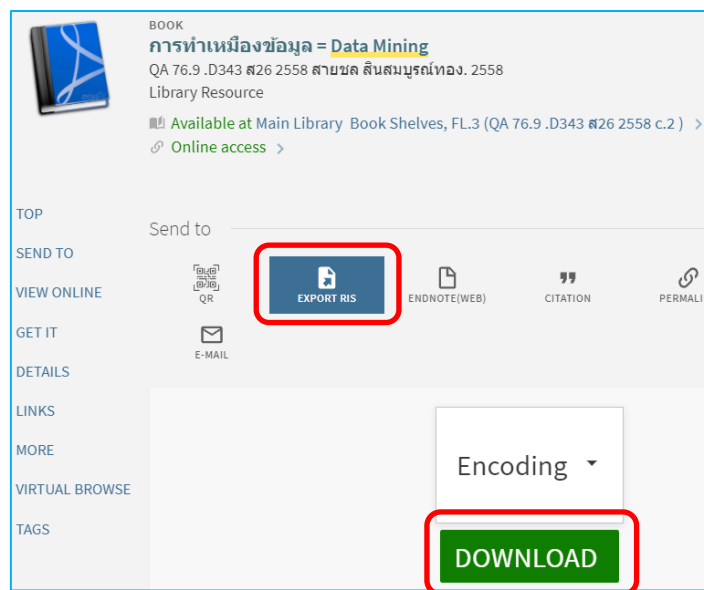 BOOK
การทำเหมืองข้อมูล = Data Mining
QA 76.9 .D343 ส26 2558 สายชล สินสมบูรณ์ทอง. 2558
Library Resource
Available at Main Library Book Shelves, FL.3 (QA 76.9 .D343 ส26 2558 c.2 ) >
Online access >
TOP
SEND TO
VIEW ONLINE
GET IT
DETAILS
LINKS
MORE
VIRTUAL BROWSE
TAGS
Send to
QR
EXPORT RIS
ENDNOTE(WEB)
CITATION
PERMALI
E-MAIL
Encoding
DOWNLOAD